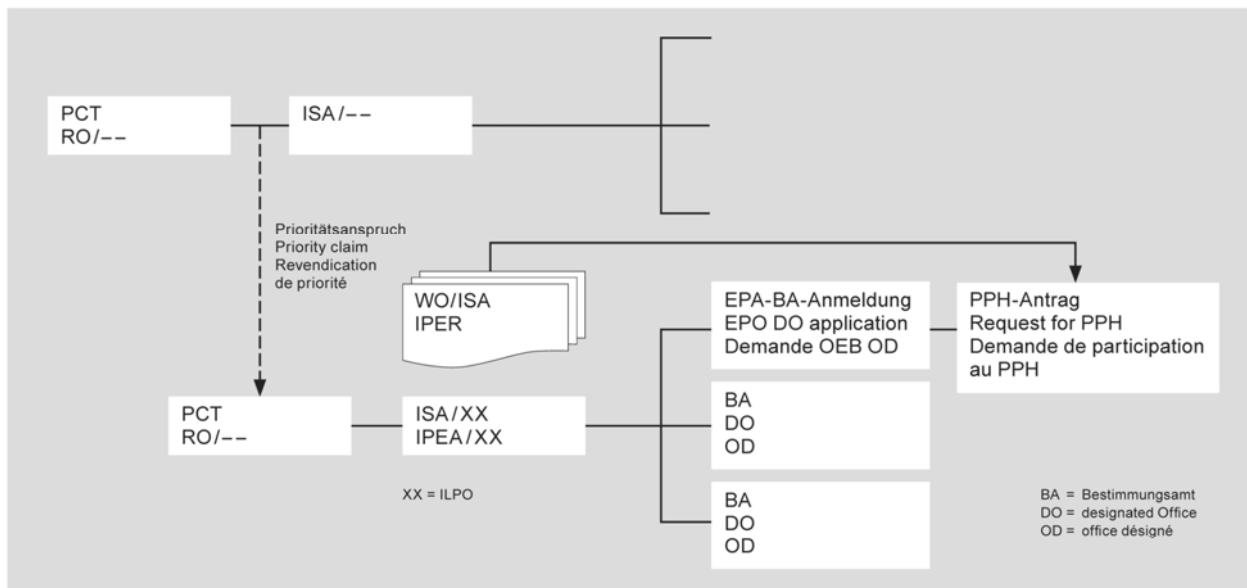 PCT
RO/--
ISA/--
Prioritätsanspruch
Priority claim
Revendication
de priorité
WO/ISA
IPER
EPA-BA-Anmeldung
EPO DO application
Demande OEB OD
PPH-Antrag
Request for PPH
Demande de participation
au PPH
PCT
RO/--
ISA/XX
IPEA/XX
BA
DO
OD
XX = ILPO
BA
DO
OD
BA = Bestimmungsamt
DO = designated Office
OD = office désigné